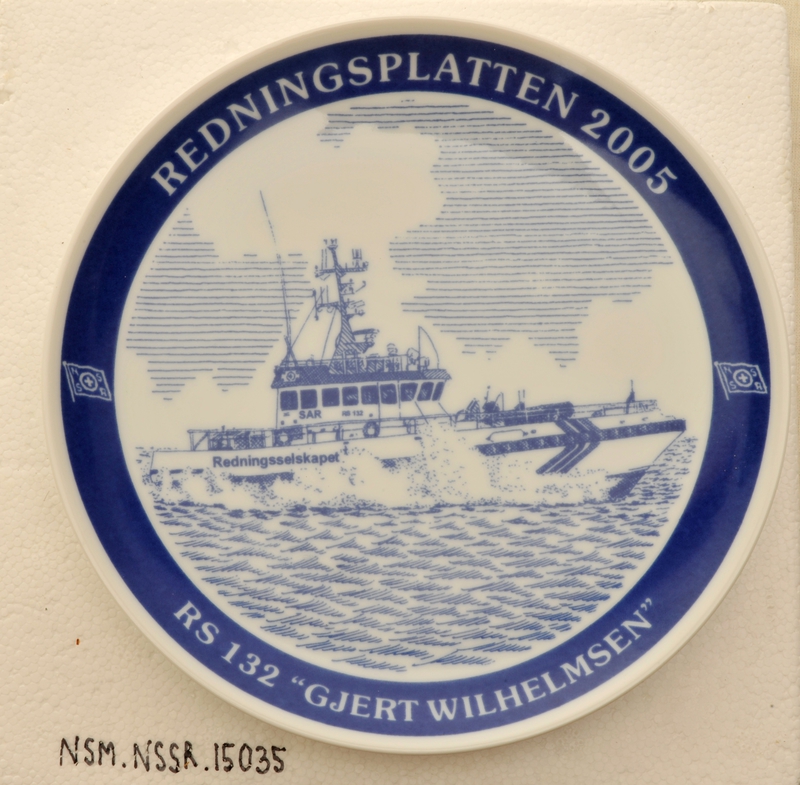 REDNINGSPLATTEN 2005
N S
S R
N S
S R
SAR RS 132
Redningsselskapet
RS 132 “GJERT WILHELMSEN”
NSM.NSSR.15035